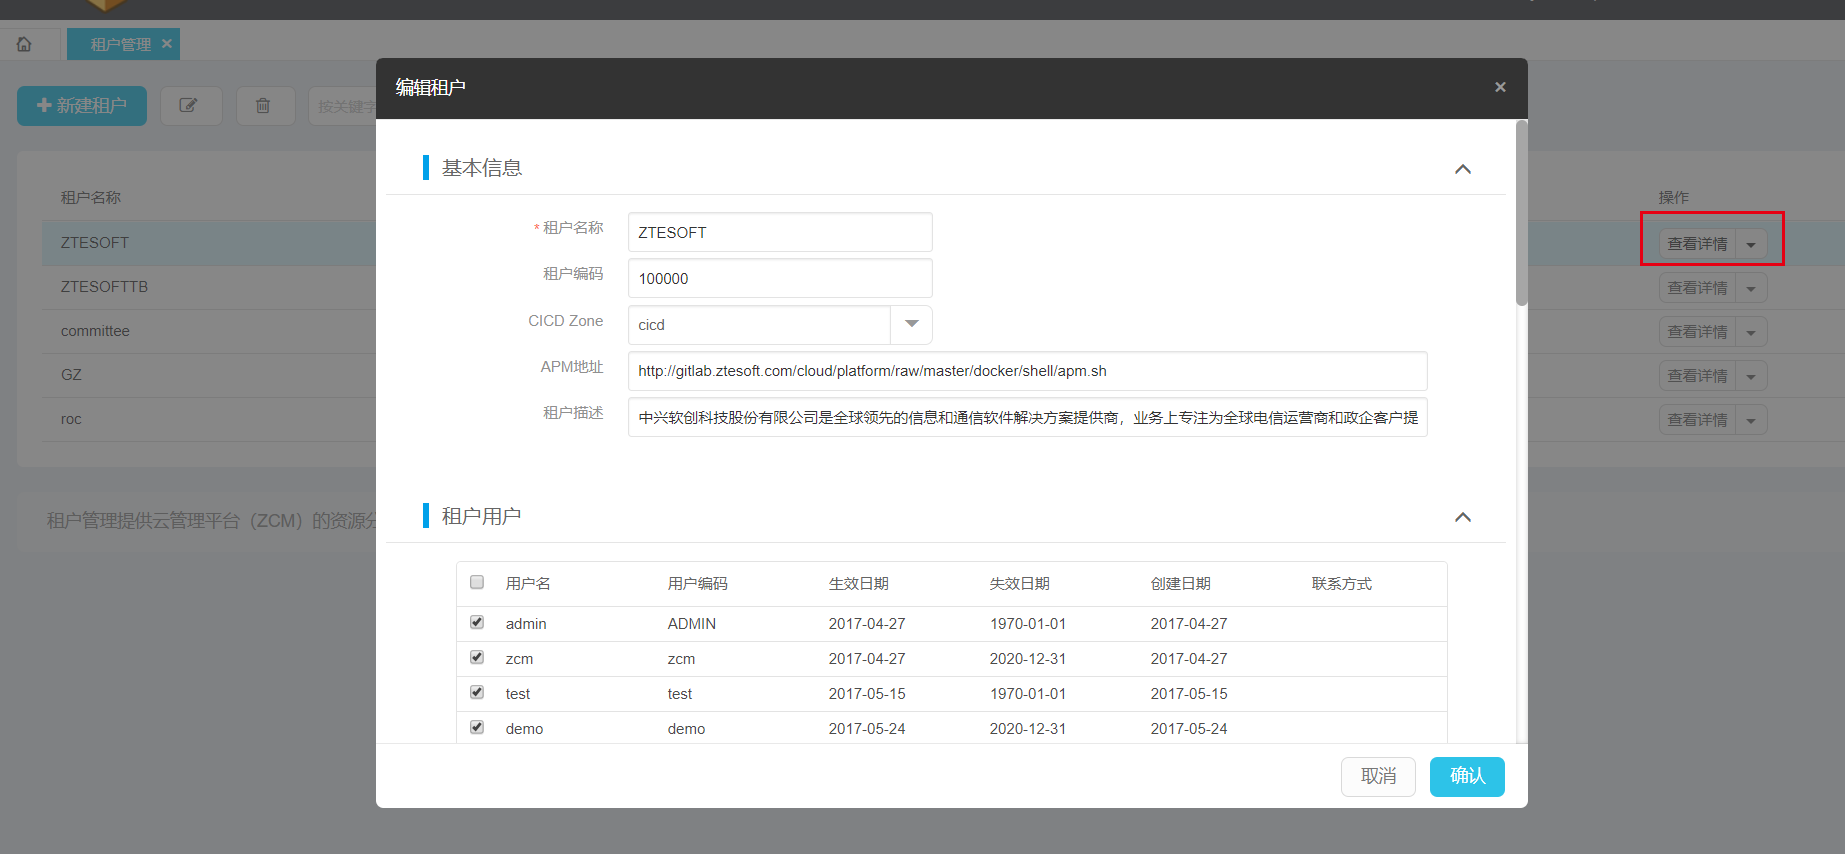 租户管理 ×
新建租户
按关键字
租户名称
操作
ZTESOFT
查看详情
ZTESOFTTB
查看详情
committee
查看详情
GZ
查看详情
roc
查看详情
租户管理提供云管理平台（ZCM）的资源分
编辑租户
×
基本信息
* 租户名称 ZTESOFT
租户编码 100000
CICD Zone cicd
APM地址 http://gitlab.ztesoft.com/cloud/platform/raw/master/docker/shell/apm.sh
租户描述 中兴软创科技股份有限公司是全球领先的信息和通信软件解决方案提供商，业务上专注为全球电信运营商和政企客户提
租户用户
用户名 用户编码 生效日期 失效日期 创建日期 联系方式
admin ADMIN 2017-04-27 1970-01-01 2017-04-27
zcm zcm 2017-04-27 2020-12-31 2017-04-27
test test 2017-05-15 1970-01-01 2017-05-15
demo demo 2017-05-24 2020-12-31 2017-05-24
取消 确认